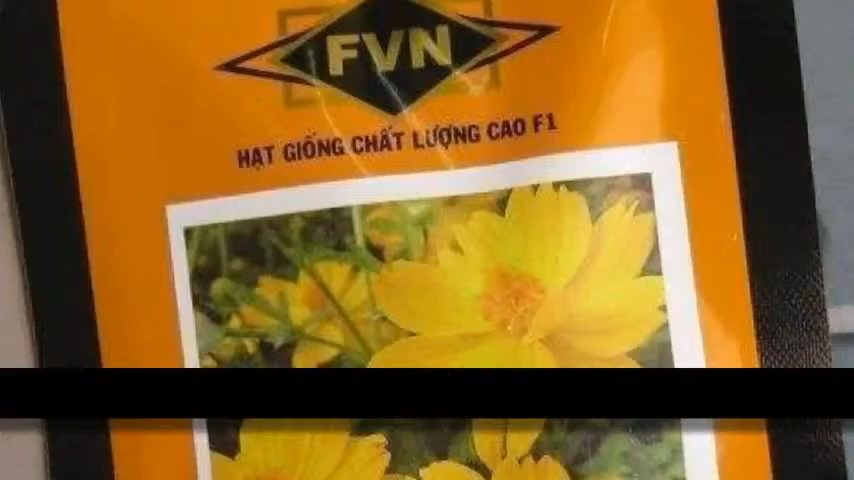 FVN
HẠT GIỐNG CHẤT LƯỢNG CAO F1